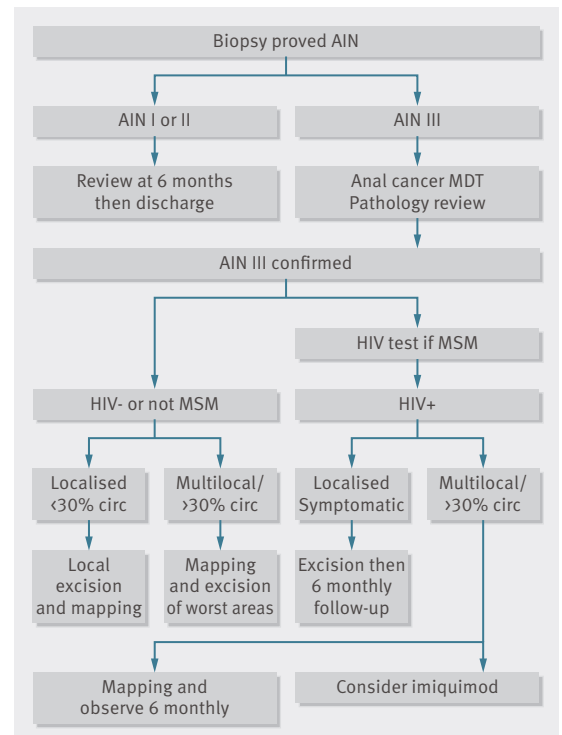 Biopsy proved AIN
AIN I or II
AIN III
Review at 6 months
then discharge
Anal cancer MDT
Pathology review
AIN III confirmed
HIV test if MSM
HIV- or not MSM
HIV+
Localised
<30% circ
Multilocal/
>30% circ
Localised
Symptomatic
Multilocal/
>30% circ
Local
excision
and mapping
Mapping
and excision
of worst areas
Excision then
6 monthly
follow-up
Mapping and
observe 6 monthly
Consider imiquimod